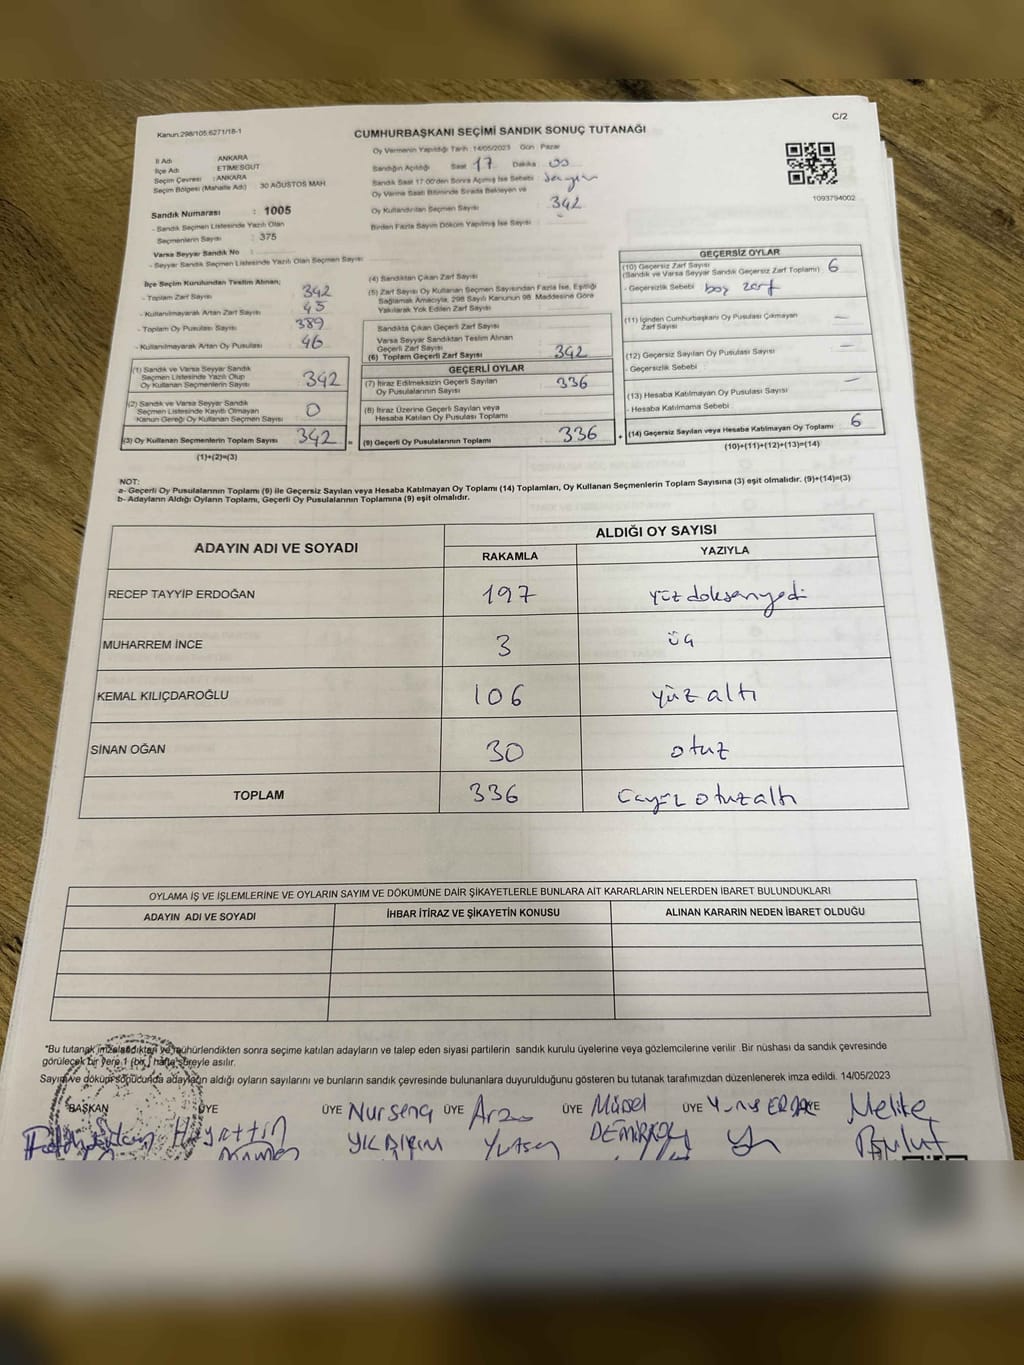 Kanun:298/105:6271/18-1
C/2
CUMHURBAŞKANI SEÇİMİ SANDIK SONUÇ TUTANAĞI
İl Adı : ANKARA
İlçe Adı : ETİMESGUT
Seçim Çevresi : ANKARA
Seçim Bölgesi (Mahalle Adı) : 30 AĞUSTOS MAH
Sandık Numarası : 1005
- Sandık Seçmen Listesinde Yazılı Olan
Seçmenlerin Sayısı : 375
Varsa Seyyar Sandık No :
- Seyyar Sandık Seçmen Listesinde Yazılı Olan Seçmen Sayısı
Oy Vermenin Yapıldığı Tarih :14/05/2023 Gün Pazar
Sandığın Açıldığı Saat 17 Dakika 00
Sandık Saat 17:00'den Sonra Açılmış İse Sebebi
Oy Verme Saati Bitiminde Sırada Bekleyen ve
Oy Kullandırılan Seçmen Sayısı 342
Birden Fazla Sayım Döküm Yapılmış İse Sayısı
1093794002
İlçe Seçim Kurulundan Teslim Alınan;
- Toplam Zarf Sayısı : 342
- Kullanılmayarak Artan Zarf Sayısı : 45
- Toplam Oy Pusulası Sayısı : 389
- Kullanılmayarak Artan Oy Pusulası : 46
(1) Sandık ve Varsa Seyyar Sandık
Seçmen Listesinde Yazılı Olup
Oy Kullanan Seçmenlerin Sayısı 342
(2) Sandık ve Varsa Seyyar Sandık
Seçmen Listesinde Kayıtlı Olmayan
Kanun Gereği Oy Kullanan Seçmen Sayısı 0
(3) Oy Kullanan Seçmenlerin Toplam Sayısı 342 =
(1)+(2)=(3)
(4) Sandıktan Çıkan Zarf Sayısı
(5) Zarf Sayısı Oy Kullanan Seçmen Sayısından Fazla İse, Eşitliği
Sağlamak Amacıyla, 298 Sayılı Kanunun 98. Maddesine Göre
Yakılarak Yok Edilen Zarf Sayısı
Sandıkta Çıkan Geçerli Zarf Sayısı
Varsa Seyyar Sandıktan Teslim Alınan
Geçerli Zarf Sayısı
(6) Toplam Geçerli Zarf Sayısı : 342
GEÇERLİ OYLAR
(7) İtiraz Edilmeksizin Geçerli Sayılan
Oy Pusulasının Sayısı 336
(8) İtiraz Üzerine Geçerli Sayılan veya
Hesaba Katılan Oy Pusulası Toplamı
(9) Geçerli Oy Pusulalarının Toplamı : 336 +
GEÇERSİZ OYLAR
(10) Geçersiz Zarf Sayısı
(Sandık ve Varsa Seyyar Sandık Geçersiz Zarf Toplamı) 6
- Geçersizlik Sebebi : boş zarf
(11) İçinden Cumhurbaşkanı Oy Pusulası Çıkmayan
Zarf Sayısı —
(12) Geçersiz Sayılan Oy Pusulası Sayısı —
- Geçersizlik Sebebi
(13) Hesaba Katılmayan Oy Pusulası Sayısı —
- Hesaba Katılmama Sebebi
(14) Geçersiz Sayılan veya Hesaba Katılmayan Oy Toplamı 6
(10)+(11)+(12)+(13)=(14)
NOT:
a- Geçerli Oy Pusulalarının Toplamı (9) ile Geçersiz Sayılan veya Hesaba Katılmayan Oy Toplamı (14) Toplamları, Oy Kullanan Seçmenlerin Toplam Sayısına (3) eşit olmalıdır. (9)+(14)=(3)
b- Adayların Aldığı Oyların Toplamı, Geçerli Oy Pusulalarının Toplamına (9) eşit olmalıdır.
ADAYIN ADI VE SOYADI ALDIĞI OY SAYISI
RAKAMLA YAZIYLA
RECEP TAYYİP ERDOĞAN 197 yüzdoksanyedi
MUHARREM İNCE 3 üç
KEMAL KILIÇDAROĞLU 106 yüz altı
SİNAN OĞAN 30 otuz
TOPLAM 336 üçyüz otuzaltı
OYLAMA İŞ VE İŞLEMLERİNE VE OYLARIN SAYIM VE DÖKÜMÜNE DAİR ŞİKAYETLERLE BUNLARA AİT KARARLARIN NELERDEN İBARET BULUNDUKLARI
ADAYIN ADI VE SOYADI İHBAR İTİRAZ VE ŞİKAYETİN KONUSU ALINAN KARARIN NEDEN İBARET OLDUĞU
*Bu tutanak imzalandıktan ve mühürlendikten sonra seçime katılan adayların ve talep eden siyasi partilerin sandık kurulu üyelerine veya gözlemcilerine verilir .Bir nüshası da sandık çevresinde
görülecek bir yere 1 (bir) hafta süreyle asılır.
Sayım ve döküm sonucunda adayların aldığı oyların sayılarını ve bunların sandık çevresinde bulunanlara duyurulduğunu gösteren bu tutanak tarafımızdan düzenlenerek imza edildi. 14/05/2023
BAŞKAN ÜYE ÜYE Nurseng ÜYE Arzu ÜYE Mürsel ÜYE Yunus ÜYE Melike
Hayattin YILDIRIM DEMİRKOL Bulut